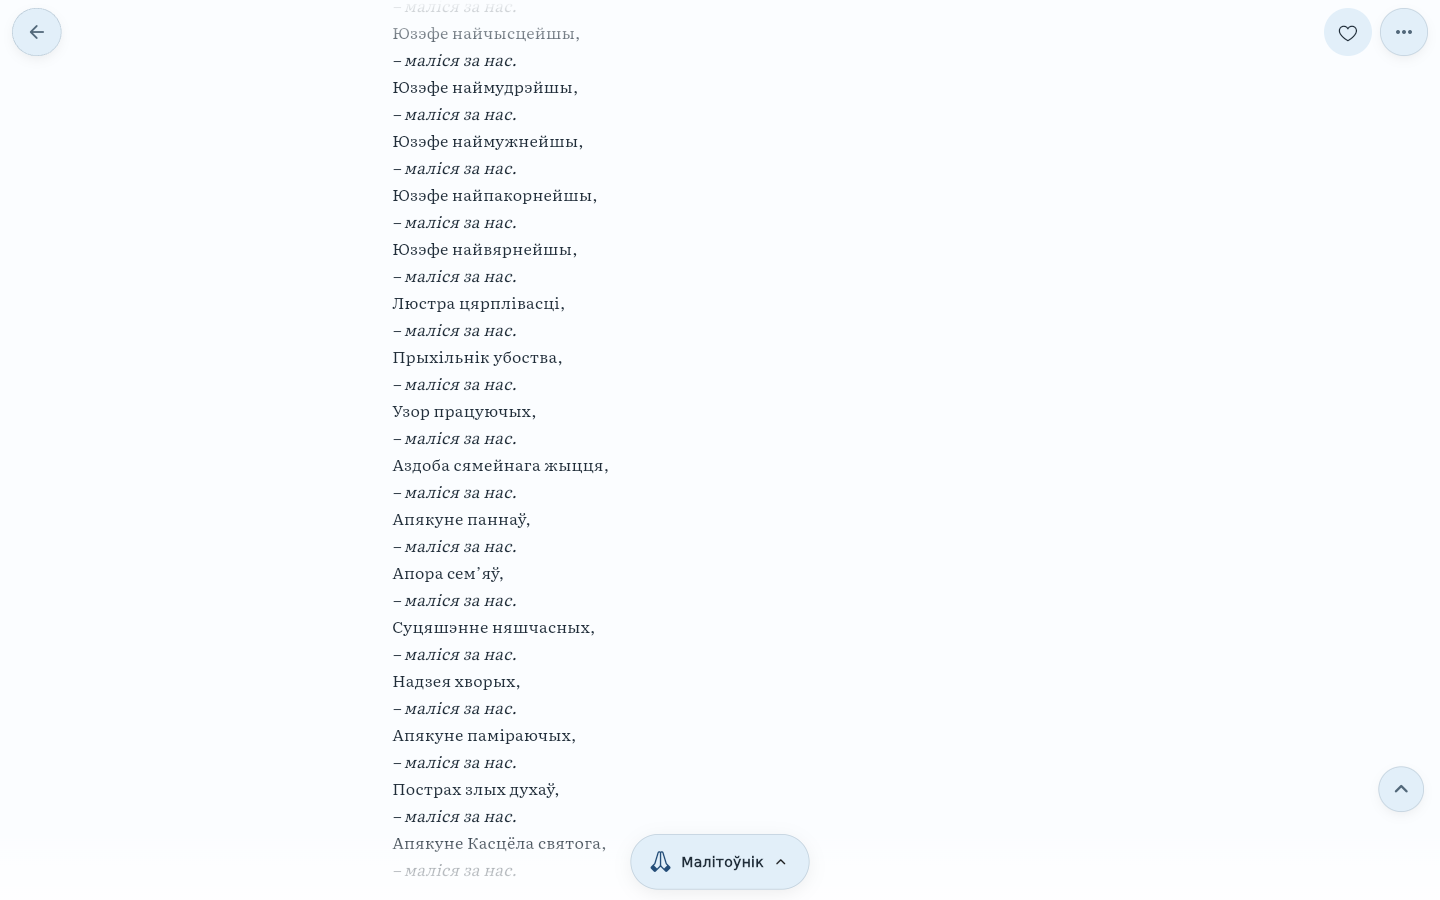 – маліся за нас.
Юзэфе найчысцейшы,
– маліся за нас.
Юзэфе наймудрэйшы,
– маліся за нас.
Юзэфе наймужнейшы,
– маліся за нас.
Юзэфе найпакорнейшы,
– маліся за нас.
Юзэфе найвярнейшы,
– маліся за нас.
Люстра цярплівасці,
– маліся за нас.
Прыхільнік убоства,
– маліся за нас.
Узор працуючых,
– маліся за нас.
Аздоба сямейнага жыцця,
– маліся за нас.
Апякуне паннаў,
– маліся за нас.
Апора сем’яў,
– маліся за нас.
Суцяшэнне няшчасных,
– маліся за нас.
Надзея хворых,
– маліся за нас.
Апякуне паміраючых,
– маліся за нас.
Пострах злых духаў,
– маліся за нас.
Апякуне Касцёла святога,
– маліся за нас.
Малітоўнік